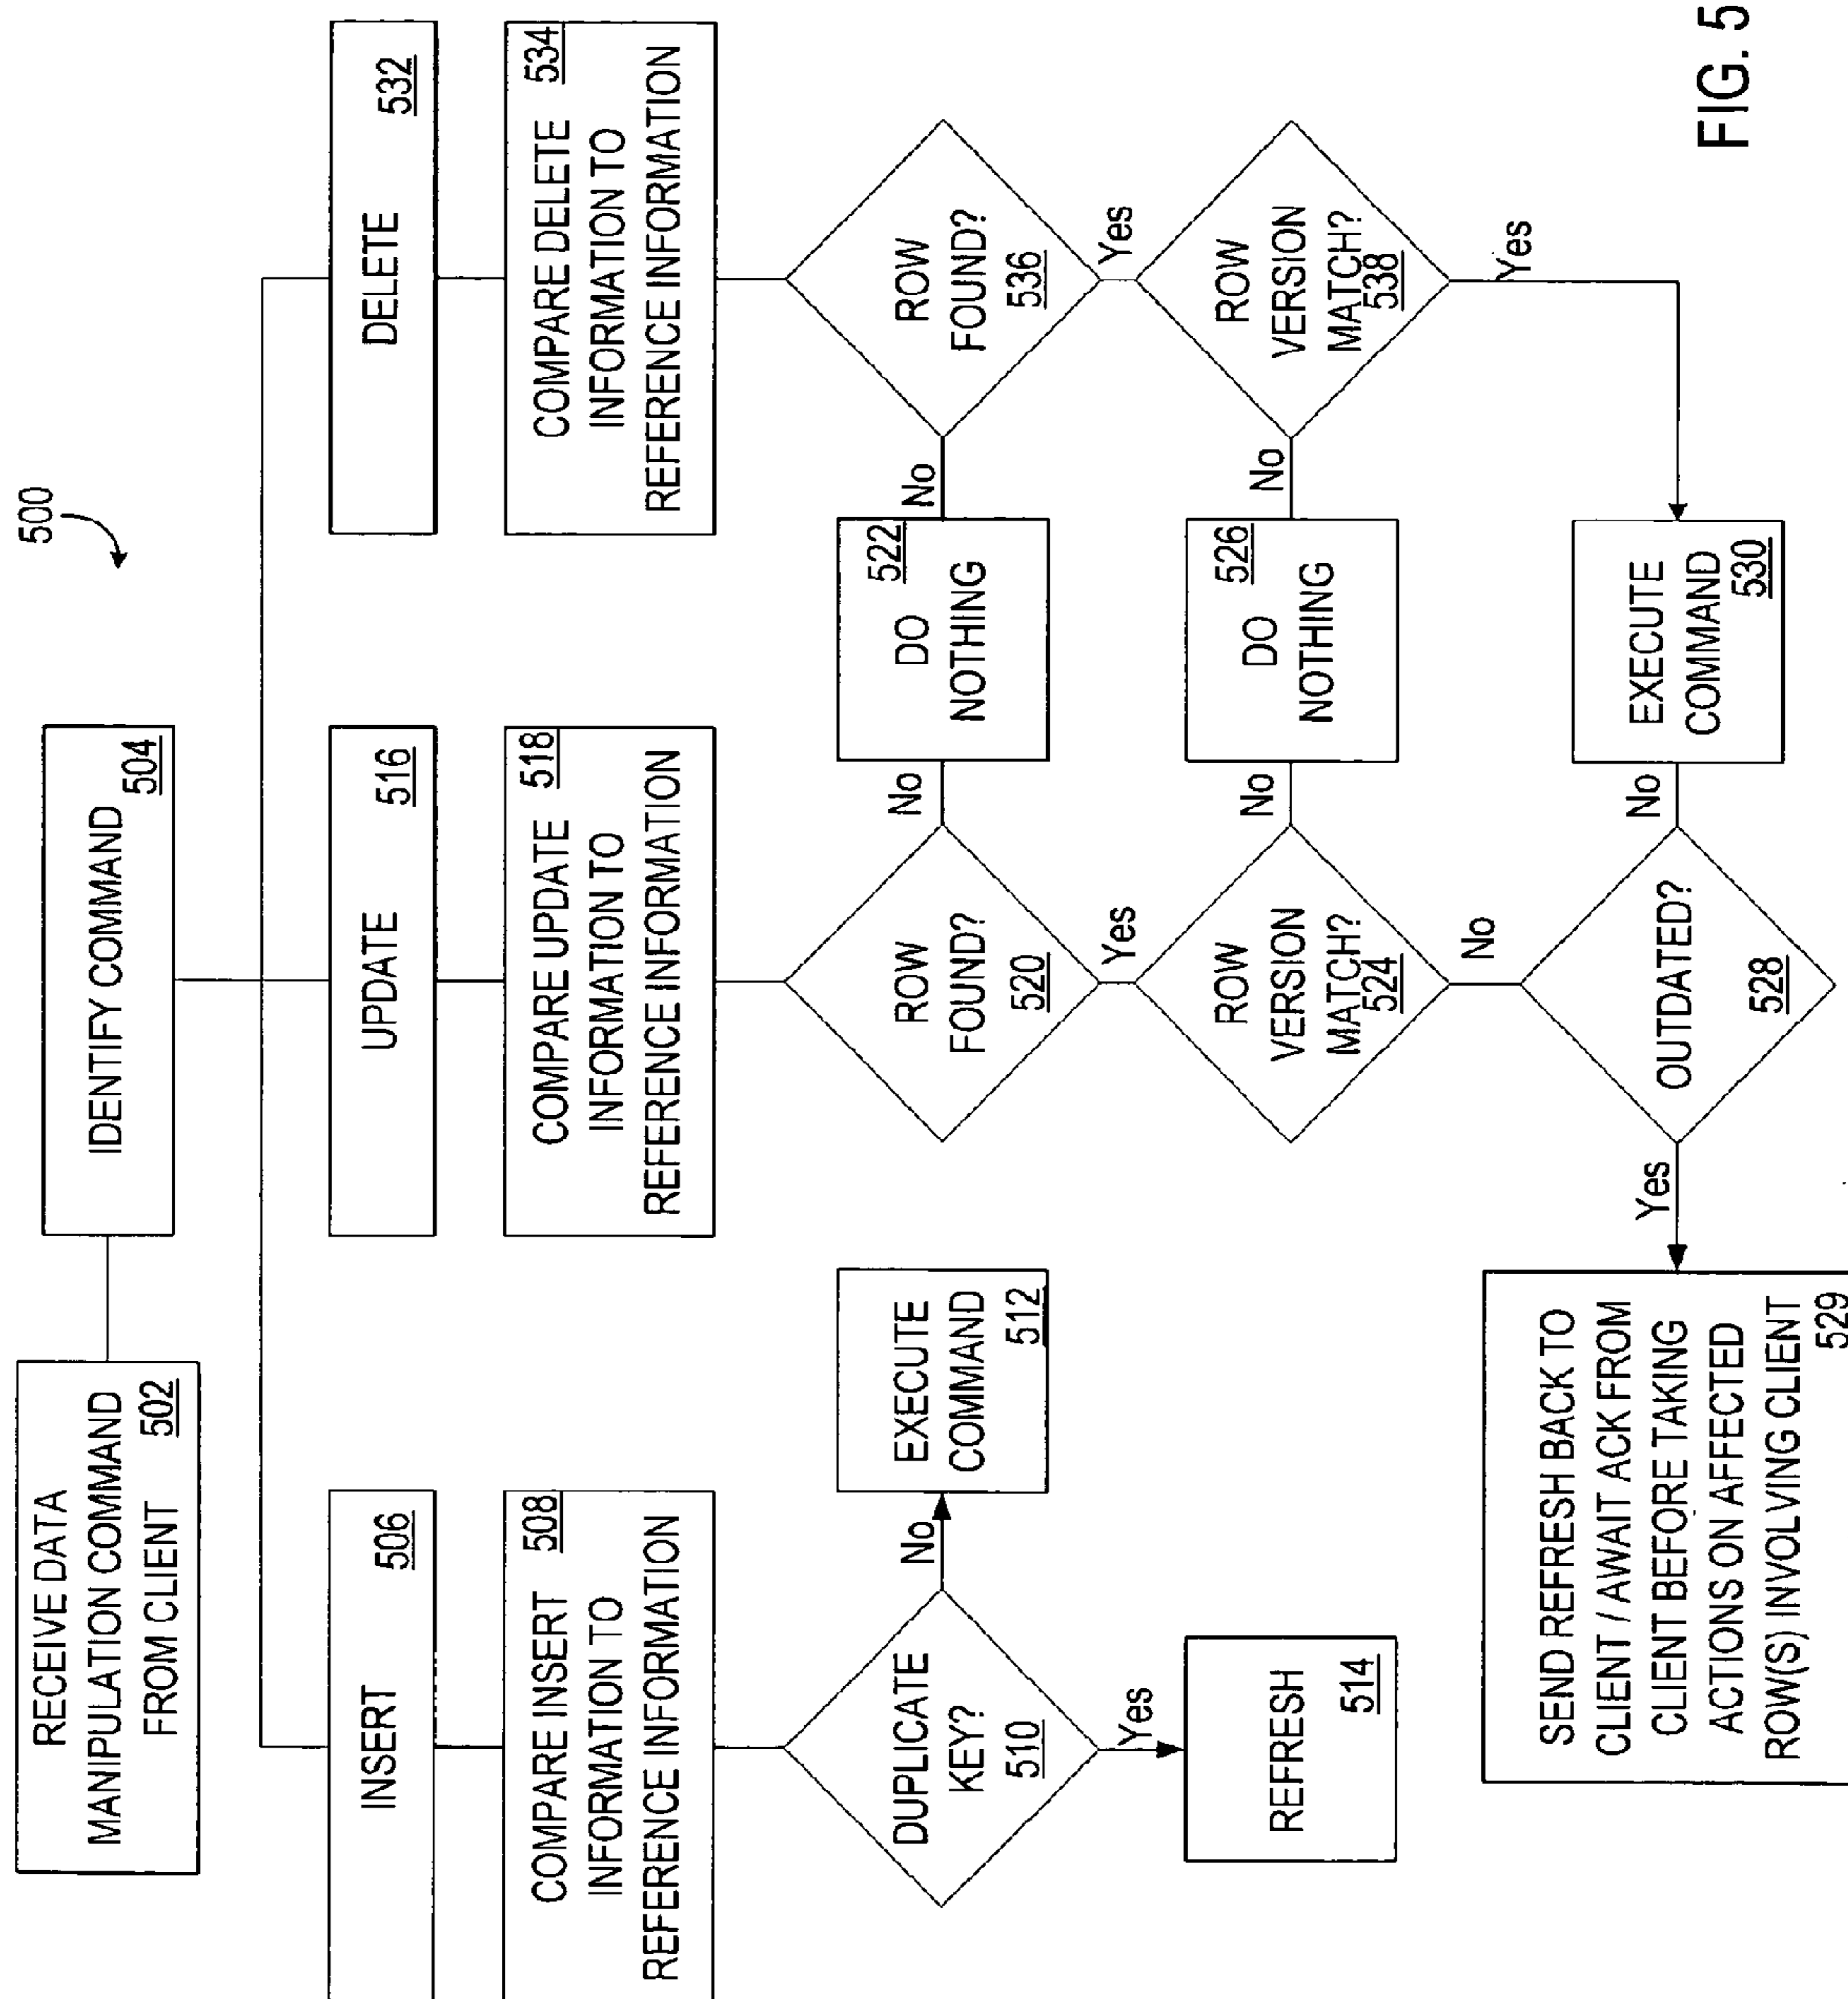 500
RECEIVE DATA
MANIPULATION COMMAND
FROM CLIENT 502
IDENTIFY COMMAND
504
INSERT
506
UPDATE
516
DELETE
532
COMPARE INSERT 508
INFORMATION TO
REFERENCE INFORMATION
COMPARE UPDATE 518
INFORMATION TO
REFERENCE INFORMATION
COMPARE DELETE 534
INFORMATION TO
REFERENCE INFORMATION
DUPLICATE
KEY?
510
No
EXECUTE
COMMAND
512
Yes
REFRESH
514
ROW
FOUND?
520
No
522
DO
NOTHING
No
ROW
FOUND?
536
Yes
Yes
ROW
VERSION
MATCH?
524
No
526
DO
NOTHING
No
ROW
VERSION
MATCH?
538
No
Yes
OUTDATED?
528
No
EXECUTE
COMMAND
530
Yes
SEND REFRESH BACK TO
CLIENT / AWAIT ACK FROM
CLIENT BEFORE TAKING
ACTIONS ON AFFECTED
ROW(S) INVOLVING CLIENT
529
FIG. 5